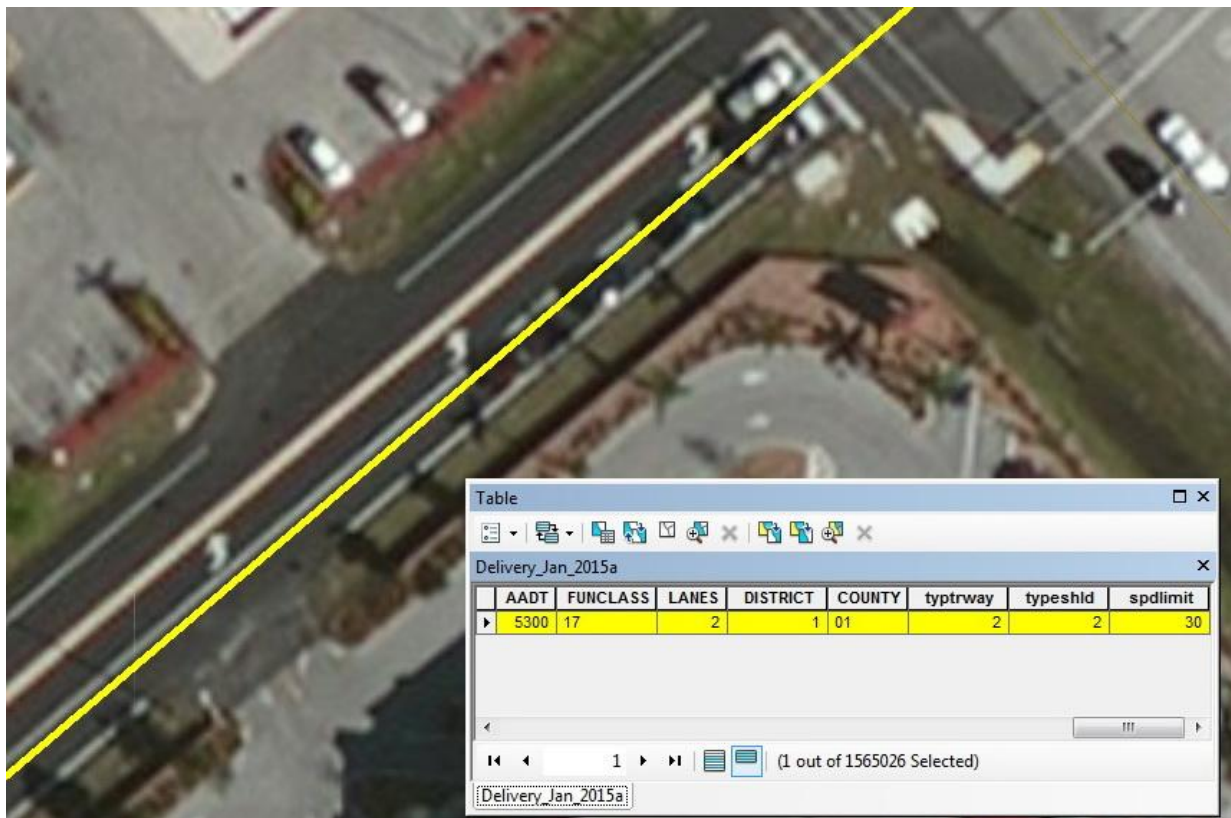 Table
Delivery_Jan_2015a
AADT FUNCLASS LANES DISTRICT COUNTY typtrway typeshld spdlimit
5300 17 2 1 01 2 2 30
1 (1 out of 1565026 Selected)
Delivery_Jan_2015a